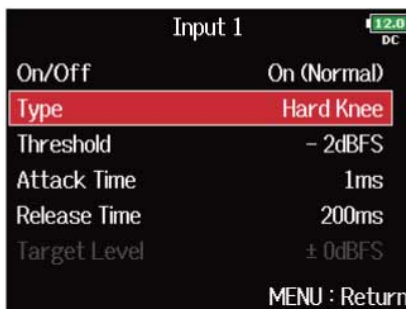 Input 1
12.0
DC
On/Off On (Normal)
Type Hard Knee
Threshold – 2dBFS
Attack Time 1ms
Release Time 200ms
Target Level ± 0dBFS
MENU : Return